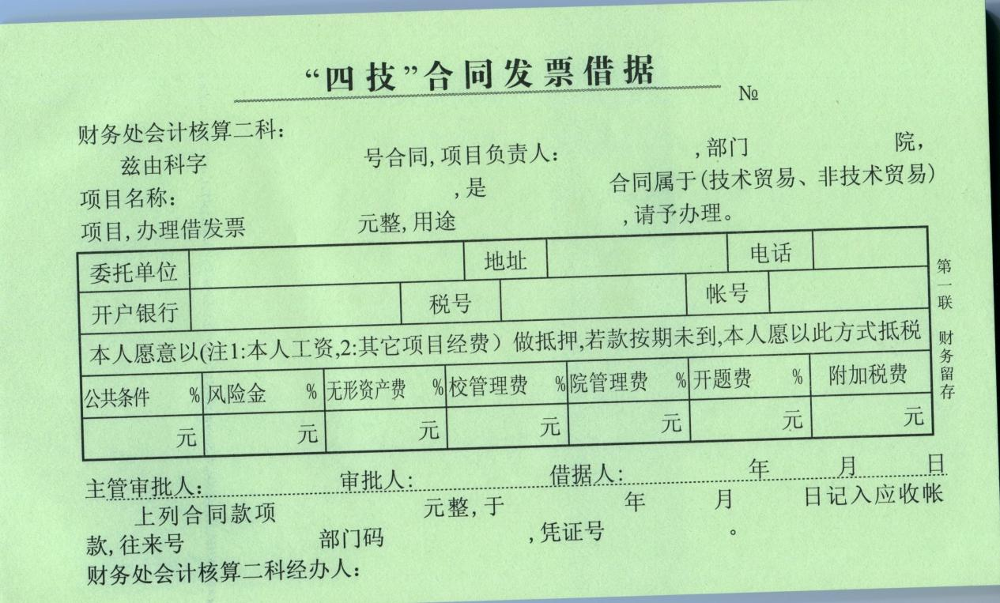 “四技”合同发票借据
№
财务处会计核算二科：
兹由科字 号合同，项目负责人： ，部门 院，
项目名称： ，是 合同属于（技术贸易、非技术贸易）
项目，办理借发票 元整，用途 ，请予办理。
委托单位 地址 电话
开户银行 税号 帐号
本人愿意以(注1:本人工资,2:其它项目经费）做抵押,若款按期未到,本人愿以此方式抵税
公共条件 % 风险金 % 无形资产费 % 校管理费 % 院管理费 % 开题费 % 附加税费
元 元 元 元 元 元 元
第一联 财务留存
主管审批人： 审批人： 借据人： 年 月 日
上列合同款项 元整，于 年 月 日记入应收帐
款，往来号 部门码 ，凭证号 。
财务处会计核算二科经办人：